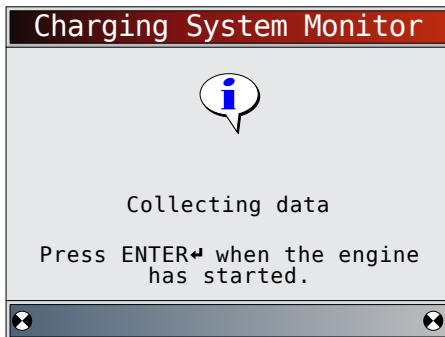 Charging System Monitor
i
Collecting data
Press ENTER↵ when the engine
has started.